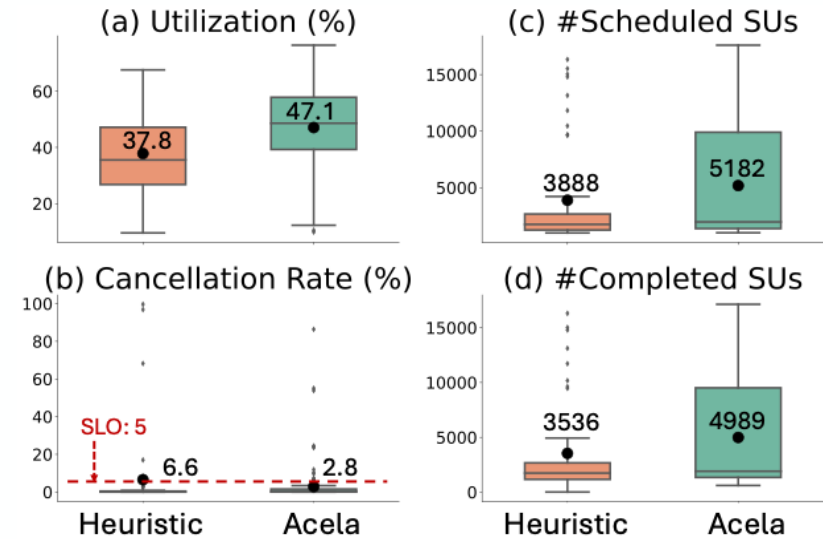 (a) Utilization (%)
60
40
20
37.8
47.1
(c) #Scheduled SUs
15000
10000
5000
3888
5182
(b) Cancellation Rate (%)
100
80
60
40
20
0
SLO: 5
6.6
2.8
Heuristic
Acela
(d) #Completed SUs
15000
10000
5000
0
3536
4989
Heuristic
Acela